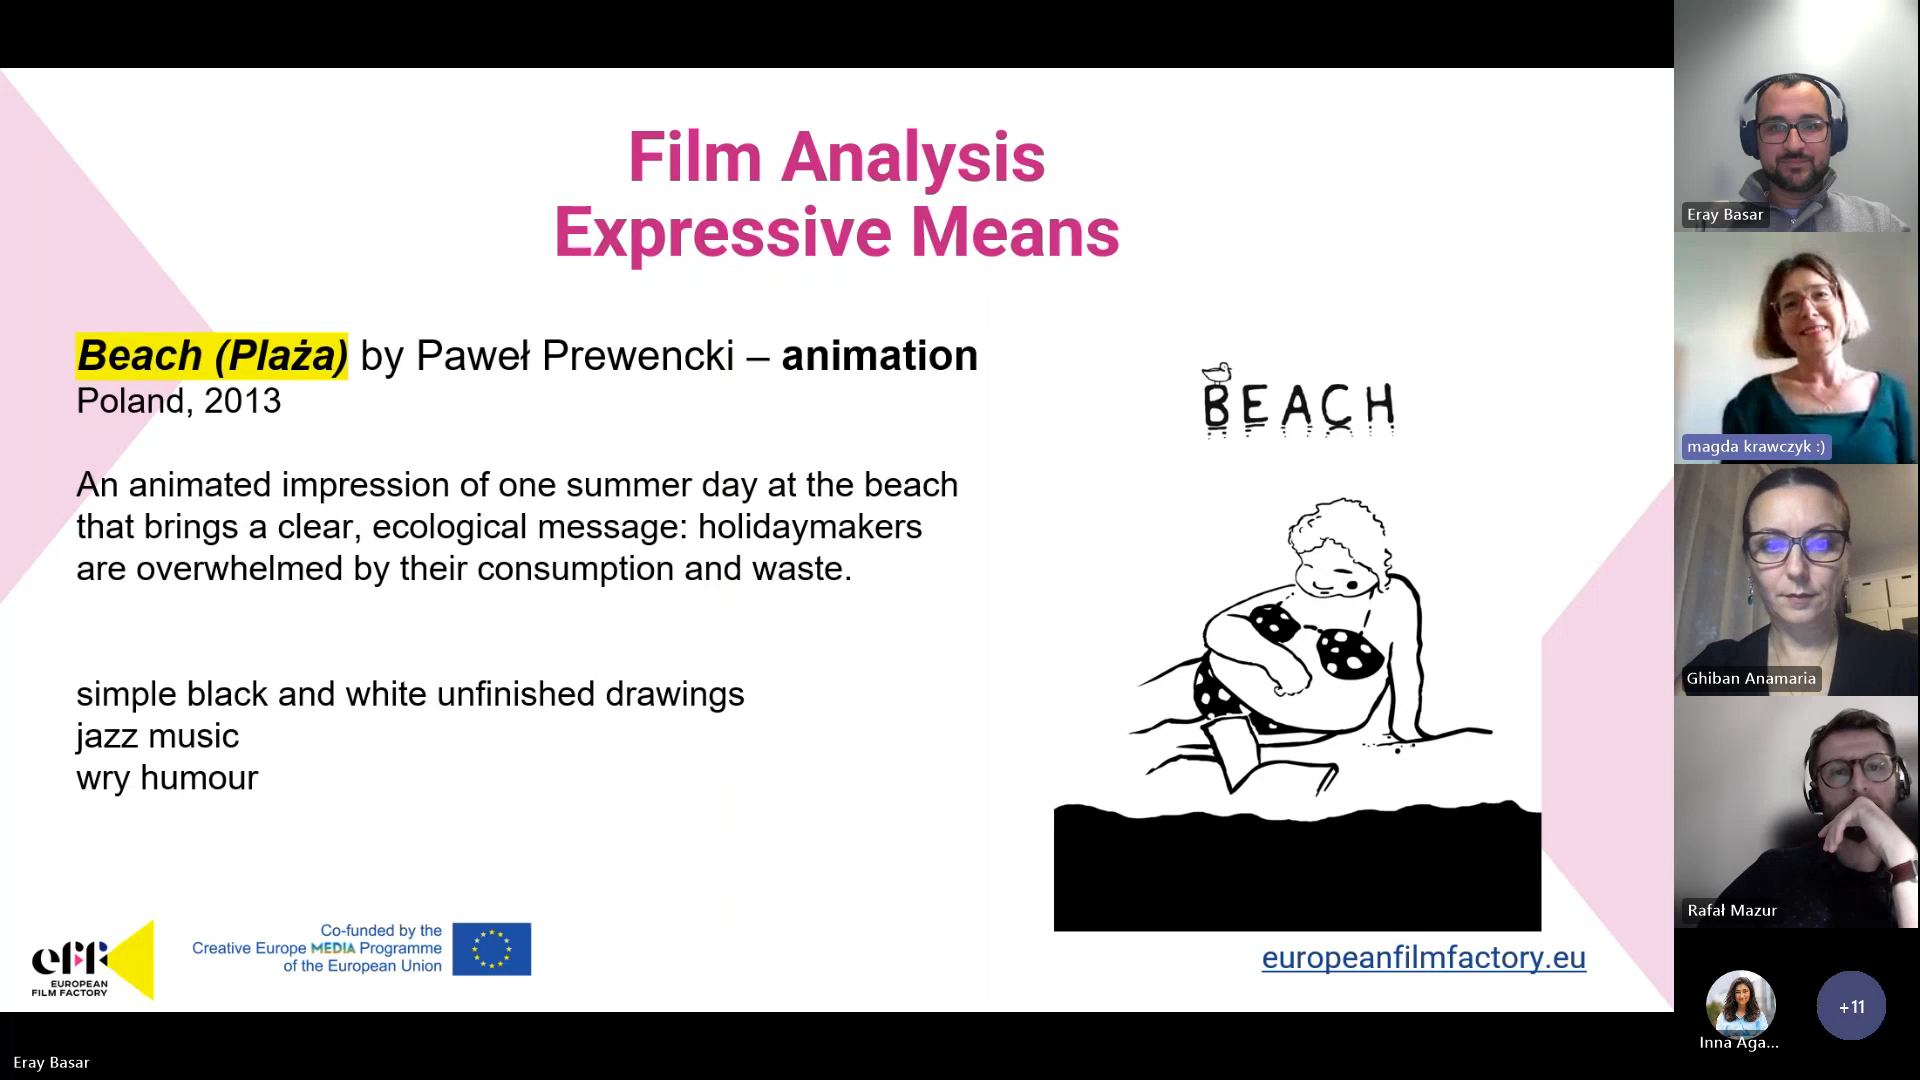 Film Analysis
Expressive Means
Beach (Plaża) by Paweł Prewencki – animation
Poland, 2013
An animated impression of one summer day at the beach
that brings a clear, ecological message: holidaymakers
are overwhelmed by their consumption and waste.
simple black and white unfinished drawings
jazz music
wry humour
BEACH
eff
EUROPEAN
FILM FACTORY
Co-funded by the
Creative Europe MEDIA Programme
of the European Union
europeanfilmfactory.eu
Eray Basar
Eray Basar
magda krawczyk :)
Ghiban Anamaria
Rafał Mazur
Inna Aga...
+11